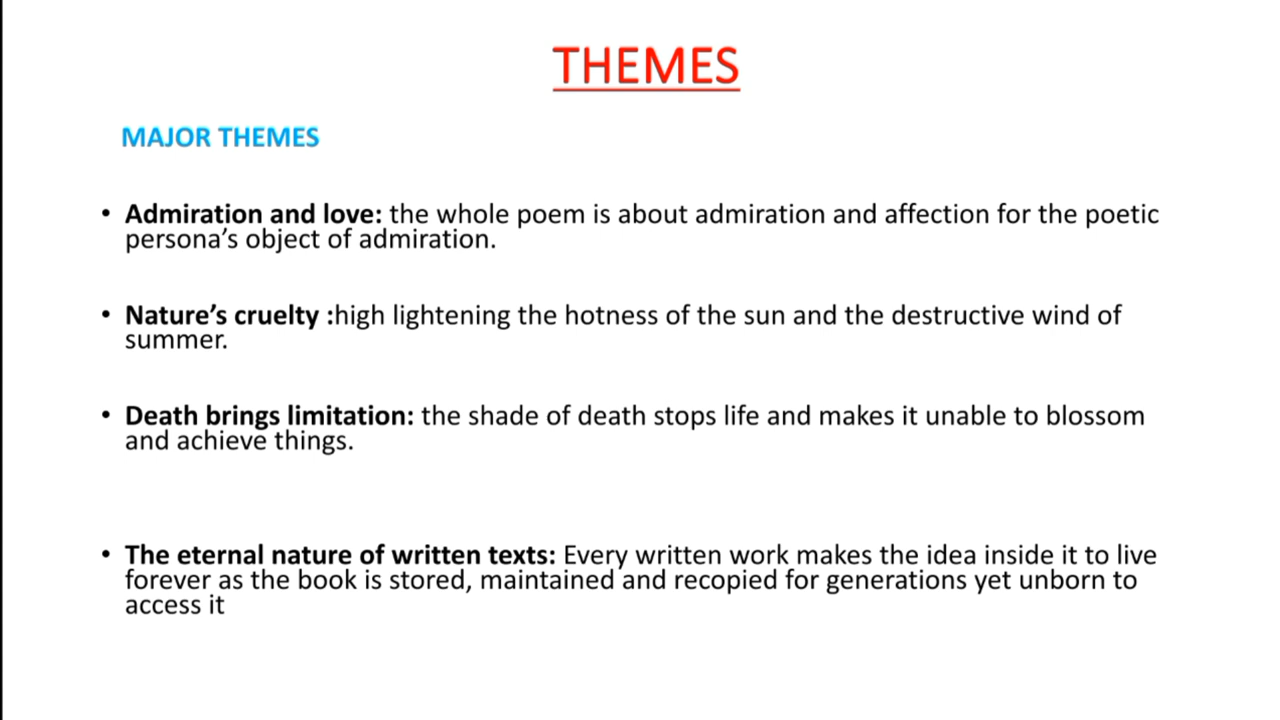 THEMES
MAJOR THEMES
• Admiration and love: the whole poem is about admiration and affection for the poetic
persona’s object of admiration.
• Nature’s cruelty :high lightening the hotness of the sun and the destructive wind of
summer.
• Death brings limitation: the shade of death stops life and makes it unable to blossom
and achieve things.
• The eternal nature of written texts: Every written work makes the idea inside it to live
forever as the book is stored, maintained and recopied for generations yet unborn to
access it